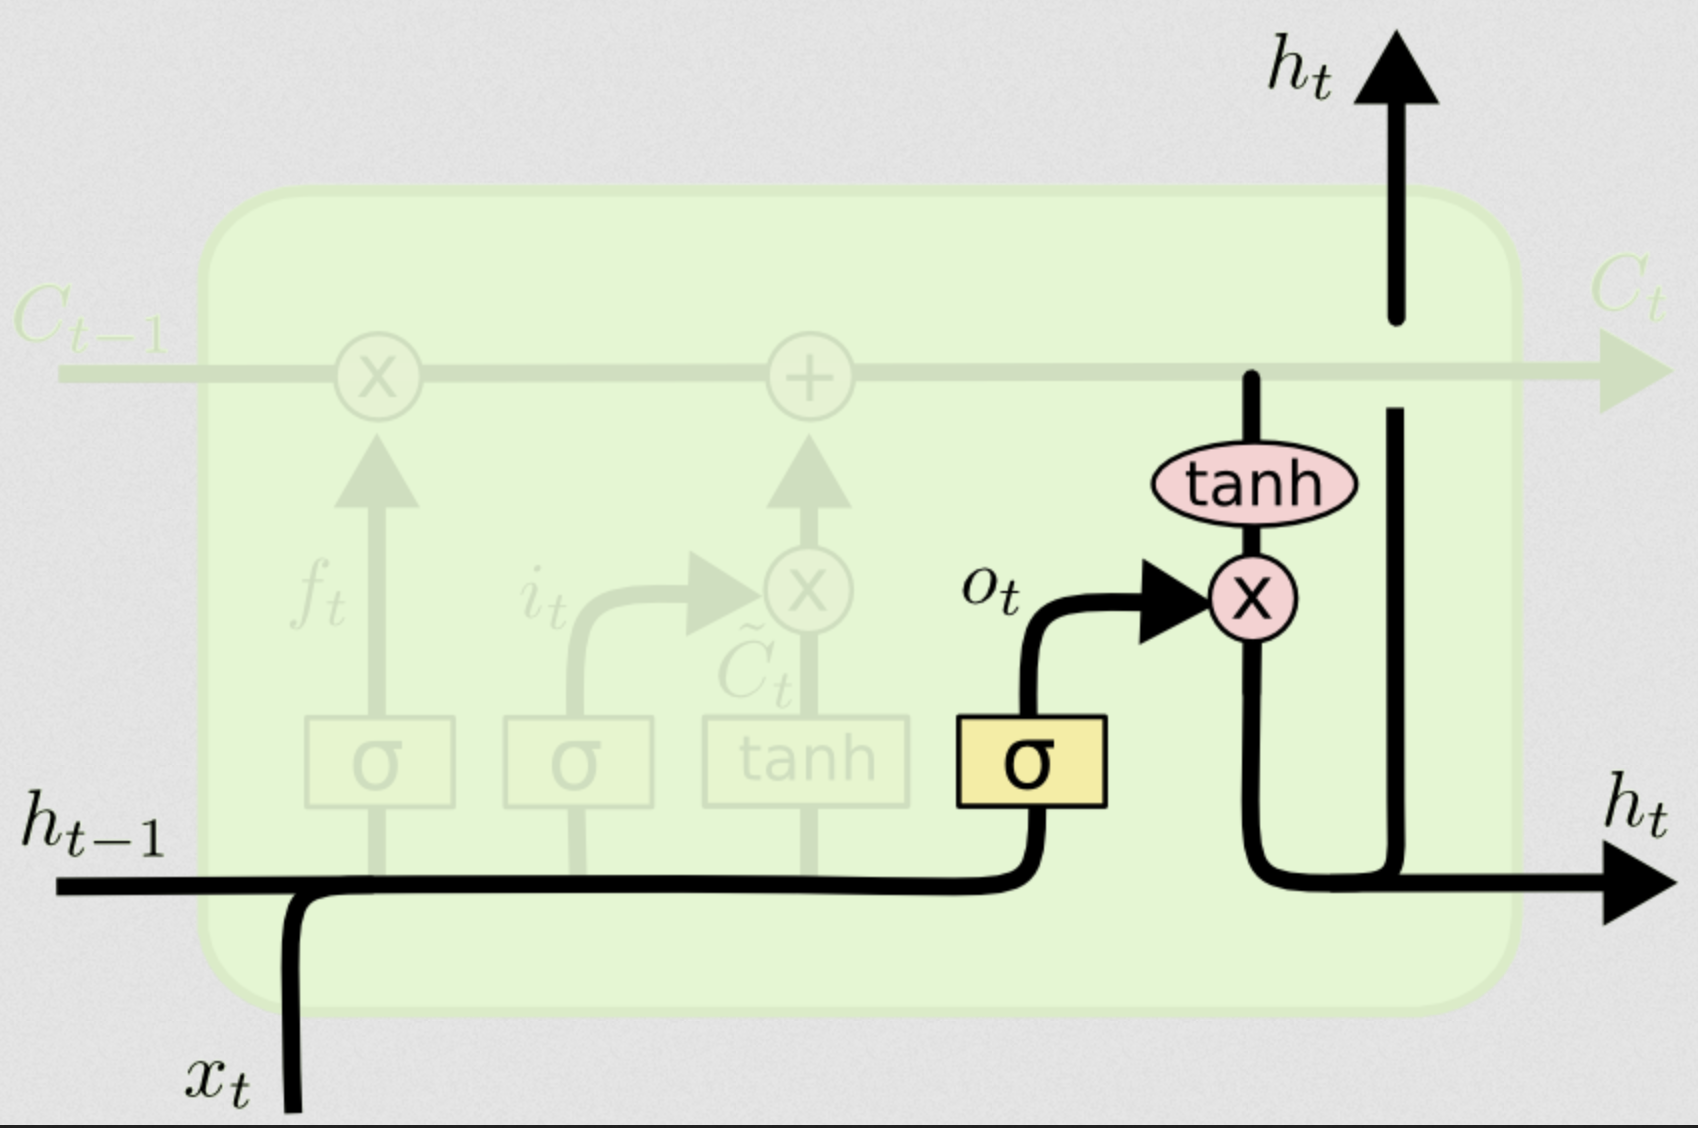 h_t
C_{t-1}
C_t
x
+
tanh
f_t
i_t
x
o_t
x
C̃_t
σ
σ
tanh
σ
h_{t-1}
h_t
x_t